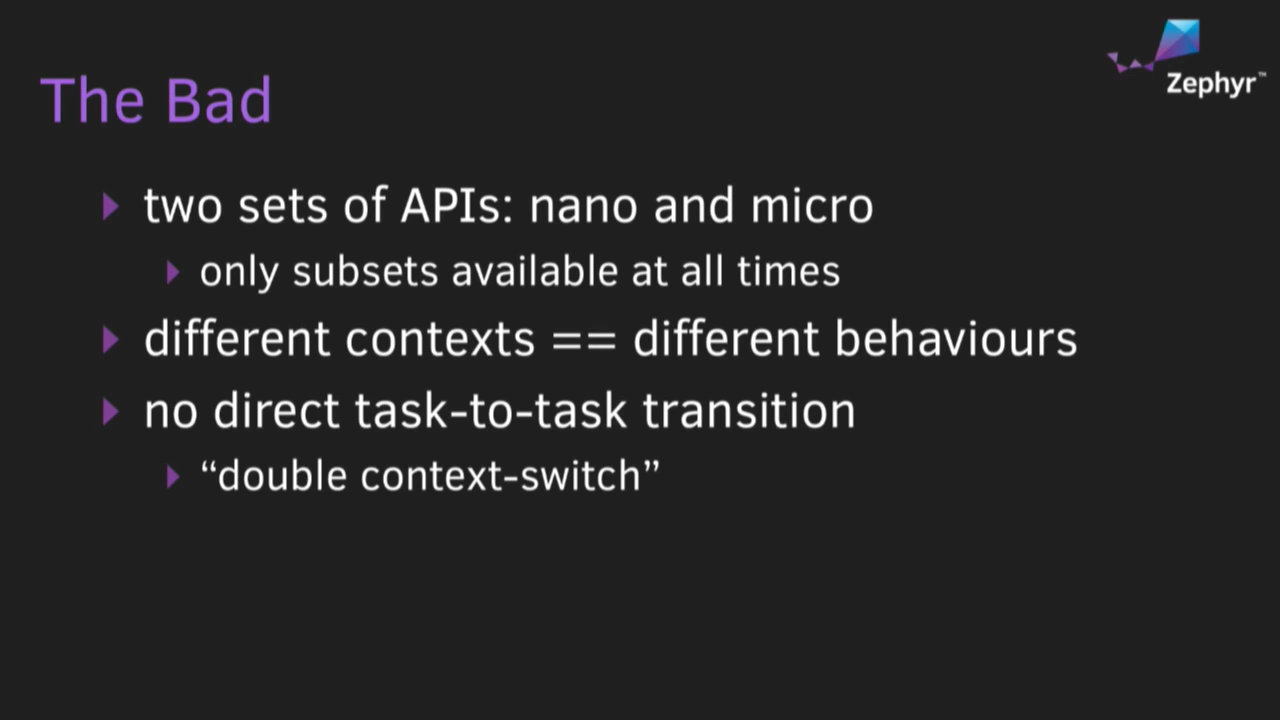 Zephyr™
The Bad
two sets of APIs: nano and micro
only subsets available at all times
different contexts == different behaviours
no direct task-to-task transition
“double context-switch”